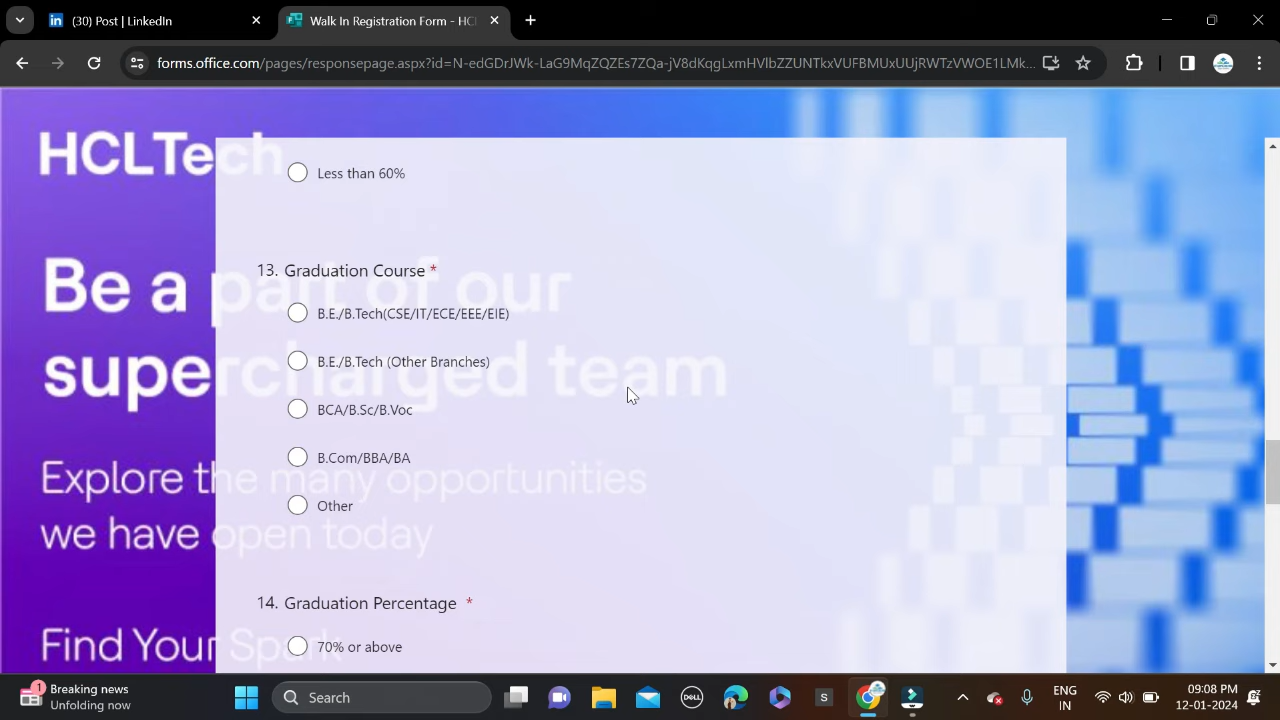 (30) Post | LinkedIn
Walk In Registration Form - HCl
forms.office.com/pages/responsepage.aspx?id=N-edGDrJWk-LaG9MqZQZEs7ZQa-jV8dKqgLxmHVlbZZUNTkxVUFBMUxUUjRWTzVWOE1LMk...
HCLTech
Less than 60%
Be a part of our
supercharged team
13. Graduation Course *
B.E./B.Tech(CSE/IT/ECE/EEE/EIE)
B.E./B.Tech (Other Branches)
BCA/B.Sc/B.Voc
B.Com/BBA/BA
Explore the many opportunities
we have open today
Other
14. Graduation Percentage *
70% or above
Find Your Spark
1
Breaking news
Unfolding now
Search
DELL
S
ENG
IN
09:08 PM
12-01-2024